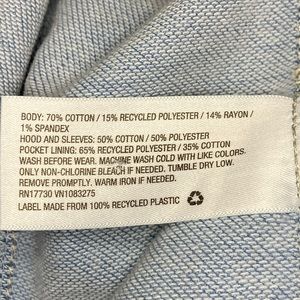 BODY: 70% COTTON / 15% RECYCLED POLYESTER / 14% RAYON /
1% SPANDEX
HOOD AND SLEEVES: 50% COTTON / 50% POLYESTER
POCKET LINING: 65% RECYCLED POLYESTER / 35% COTTON
WASH BEFORE WEAR. MACHINE WASH COLD WITH LIKE COLORS.
ONLY NON-CHLORINE BLEACH IF NEEDED. TUMBLE DRY LOW.
REMOVE PROMPTLY. WARM IRON IF NEEDED.
RN17730 VN1083275
LABEL MADE FROM 100% RECYCLED PLASTIC